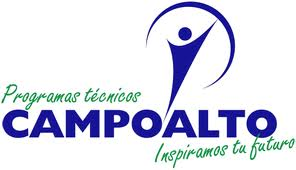 Programas técnicos
CAMPOALTO
Inspiramos tu futuro